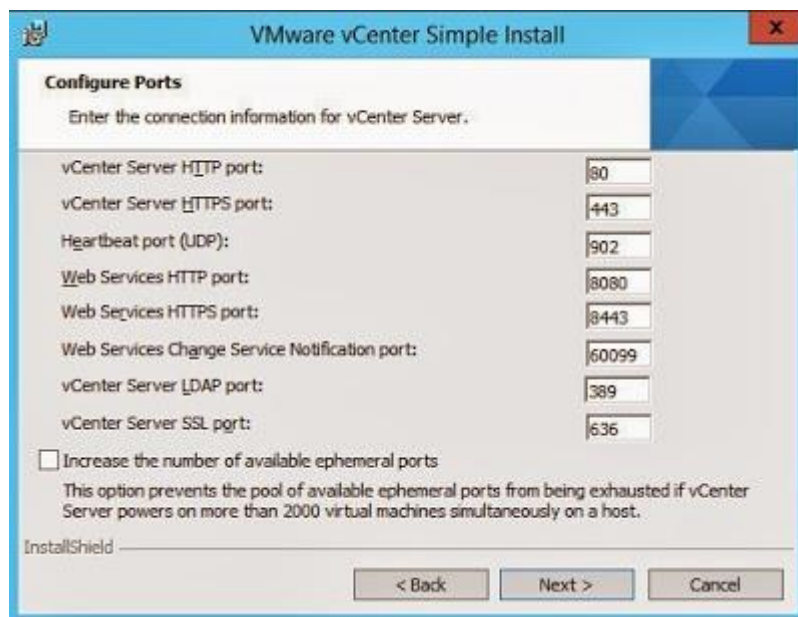 VMware vCenter Simple Install
x
Configure Ports
Enter the connection information for vCenter Server.
vCenter Server HTTP port: 80
vCenter Server HTTPS port: 443
Heartbeat port (UDP): 902
Web Services HTTP port: 8080
Web Services HTTPS port: 8443
Web Services Change Service Notification port: 60099
vCenter Server LDAP port: 389
vCenter Server SSL port: 636
Increase the number of available ephemeral ports
This option prevents the pool of available ephemeral ports from being exhausted if vCenter
Server powers on more than 2000 virtual machines simultaneously on a host.
InstallShield
< Back Next > Cancel